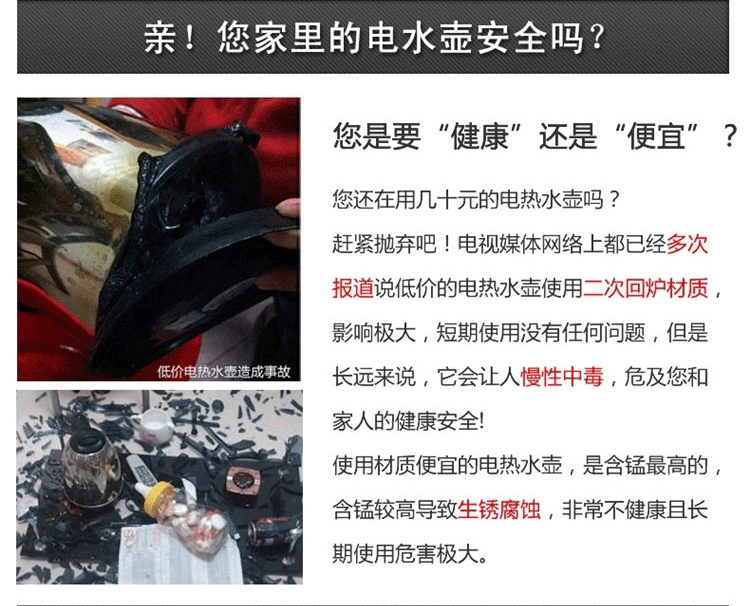 亲！您家里的电水壶安全吗？
您是要“健康”还是“便宜”？
您还在用几十元的电热水壶吗？
赶紧抛弃吧！电视媒体网络上都已经多次
报道说低价的电热水壶使用二次回炉材质，
影响极大，短期使用没有任何问题，但是
长远来说，它会让人慢性中毒，危及您和
家人的健康安全!
使用材质便宜的电热水壶，是含锰最高的，
含锰较高导致生锈腐蚀，非常不健康且长
期使用危害极大。
低价电热水壶造成事故